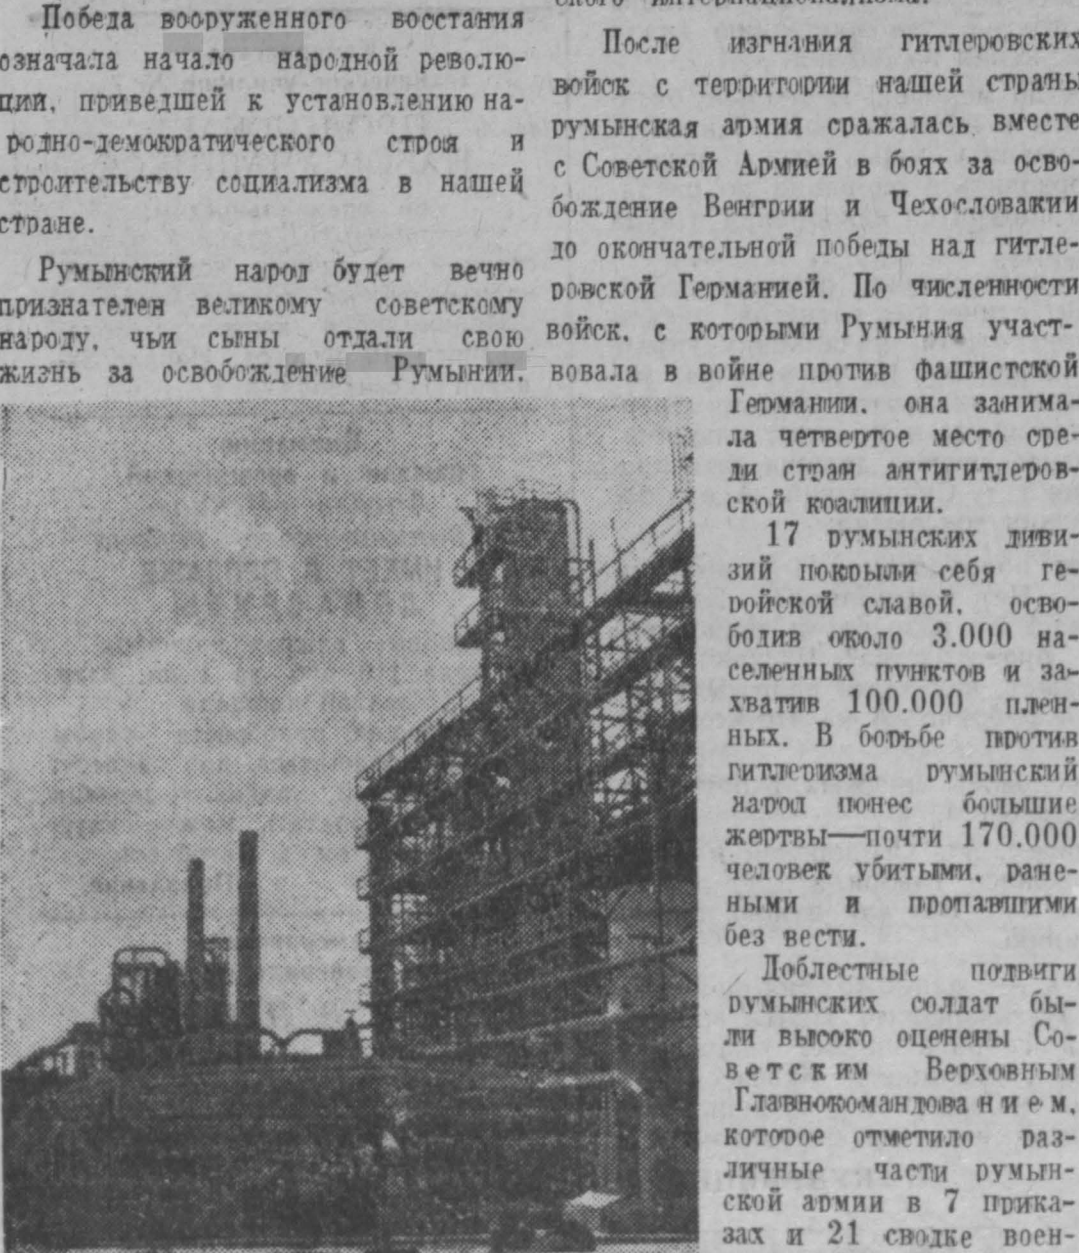 Победа вооруженного восстания
означала начало народной револю-
ции, приведшей к установлению на-
родно-демократического строя и
строительству социализма в нашей
стране.
Румынский народ будет вечно
признателен великому советскому
народу, чьи сыны отдали свою
жизнь за освобождение Румынии.
После изгнания гитлеровских
войск с территории нашей страны
румынская армия сражалась вместе
с Советской Армией в боях за осво-
бождение Венгрии и Чехословакии
до окончательной победы над гитле-
ровской Германией. По численности
войск, с которыми Румыния участ-
вовала в войне против фашистской
Германии, она занима-
ла четвертое место сре-
ди стран антигитлеров-
ской коалиции.
17 румынских диви-
зий покрыли себя ге-
ройской славой, осво-
бодив около 3.000 на-
селенных пунктов и за-
хватив 100.000 плен-
ных. В борьбе против
гитлеризма румынский
народ понес большие
жертвы—почти 170.000
человек убитыми, ране-
ными и пропавшими
без вести.
Доблестные подвиги
румынских солдат бы-
ли высоко оценены Со-
ветским Верховным
Главнокомандованием,
которое отметило раз-
личные части румын-
ской армии в 7 прика-
зах и 21 сводке воен-